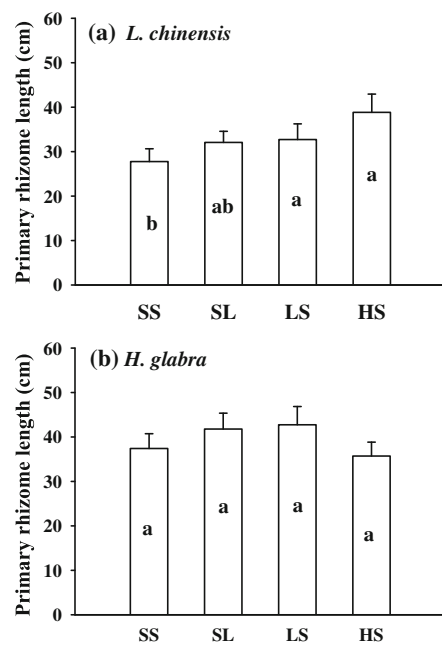 (a) L. chinensis
Primary rhizome length (cm)
60
50
40
30
20
10
0
b
ab
a
a
SS SL LS HS
(b) H. glabra
Primary rhizome length (cm)
60
50
40
30
20
10
0
a
a
a
a
SS SL LS HS